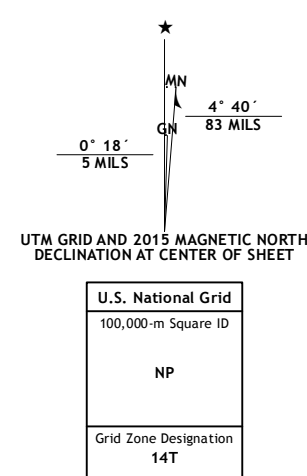 ★
MN
GN
4° 40´
83 MILS
0° 18´
5 MILS
UTM GRID AND 2015 MAGNETIC NORTH
DECLINATION AT CENTER OF SHEET
U.S. National Grid
100,000-m Square ID
NP
Grid Zone Designation
14T